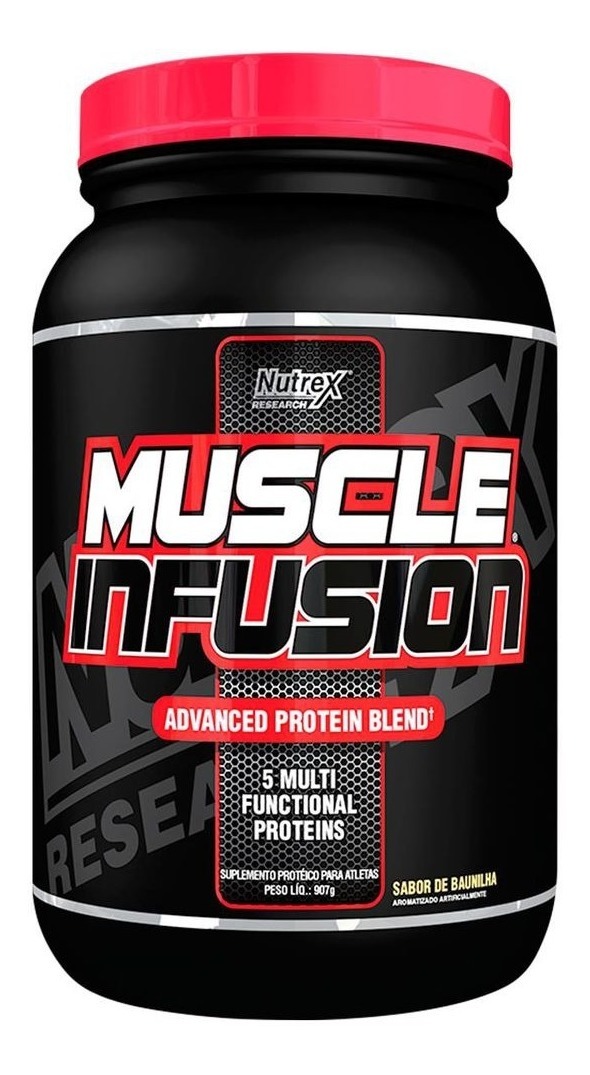 Nutrex
RESEARCH
MUSCLE
INFUSION
ADVANCED PROTEIN BLEND†
5 MULTI
FUNCTIONAL
PROTEINS
SUPLEMENTO PROTÉICO PARA ATLETAS
PESO LÍQ.: 907g
SABOR DE BAUNILHA
AROMATIZADO ARTIFICIALMENTE